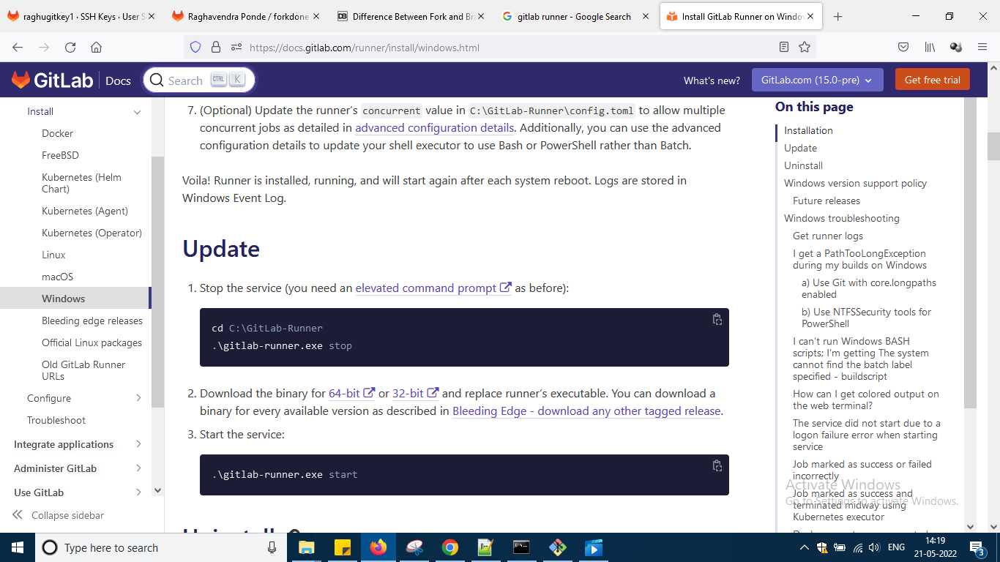 raghugitkey1 · SSH Keys · User S
Raghavendra Ponde / forkdone
Difference Between Fork and Bra
gitlab runner - Google Search
Install GitLab Runner on Window
https://docs.gitlab.com/runner/install/windows.html
GitLab Docs
Search CTRL K
What's new?
GitLab.com (15.0-pre)
Get free trial
Install
Docker
FreeBSD
Kubernetes (Helm
Chart)
Kubernetes (Agent)
Kubernetes (Operator)
Linux
macOS
Windows
Bleeding edge releases
Official Linux packages
Old GitLab Runner
URLs
Configure
Troubleshoot
Integrate applications
Administer GitLab
Use GitLab
Collapse sidebar
7. (Optional) Update the runner's concurrent value in C:\GitLab-Runner\config.toml to allow multiple
concurrent jobs as detailed in advanced configuration details. Additionally, you can use the advanced
configuration details to update your shell executor to use Bash or PowerShell rather than Batch.
Voila! Runner is installed, running, and will start again after each system reboot. Logs are stored in
Windows Event Log.
Update
1. Stop the service (you need an elevated command prompt as before):
cd C:\GitLab-Runner
.\gitlab-runner.exe stop
2. Download the binary for 64-bit or 32-bit and replace runner's executable. You can download a
binary for every available version as described in Bleeding Edge - download any other tagged release.
3. Start the service:
.\gitlab-runner.exe start
On this page
Installation
Update
Uninstall
Windows version support policy
Future releases
Windows troubleshooting
Get runner logs
I get a PathTooLongException
during my builds on Windows
a) Use Git with core.longpaths
enabled
b) Use NTFSSecurity tools for
PowerShell
I can't run Windows BASH
scripts; I'm getting The system
cannot find the batch label
specified - buildscript
How can I get colored output on
the web terminal?
The service did not start due to a
logon failure error when starting
service
Job marked as success or failed
incorrectly
Job marked as success and
terminated midway using
Kubernetes executor
Activate Windows
Go to Settings to activate Windows.
Type here to search
ENG
14:19
21-05-2022
3